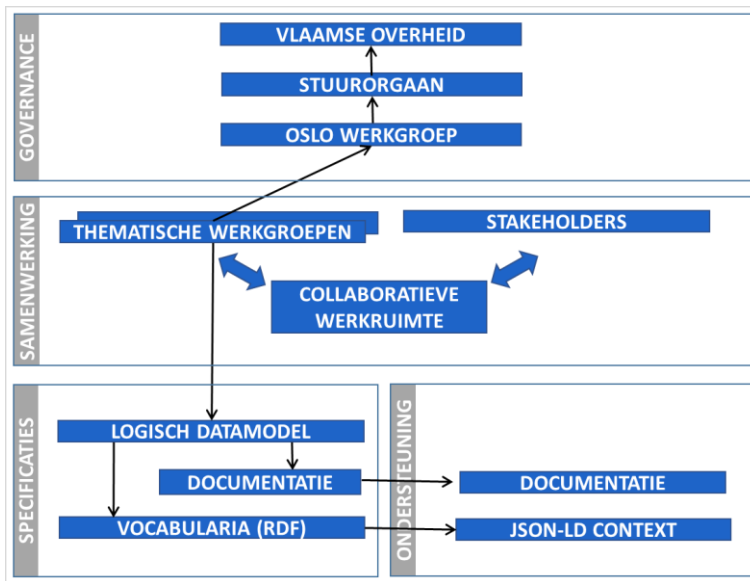 GOVERNANCE
VLAAMSE OVERHEID
STUURORGAAN
OSLO WERKGROEP
SAMENWERKING
THEMATISCHE WERKGROEPEN
STAKEHOLDERS
COLLABORATIEVE
WERKRUIMTE
SPECIFICATIES
LOGISCH DATAMODEL
DOCUMENTATIE
VOCABULARIA (RDF)
ONDERSTEUNING
DOCUMENTATIE
JSON-LD CONTEXT